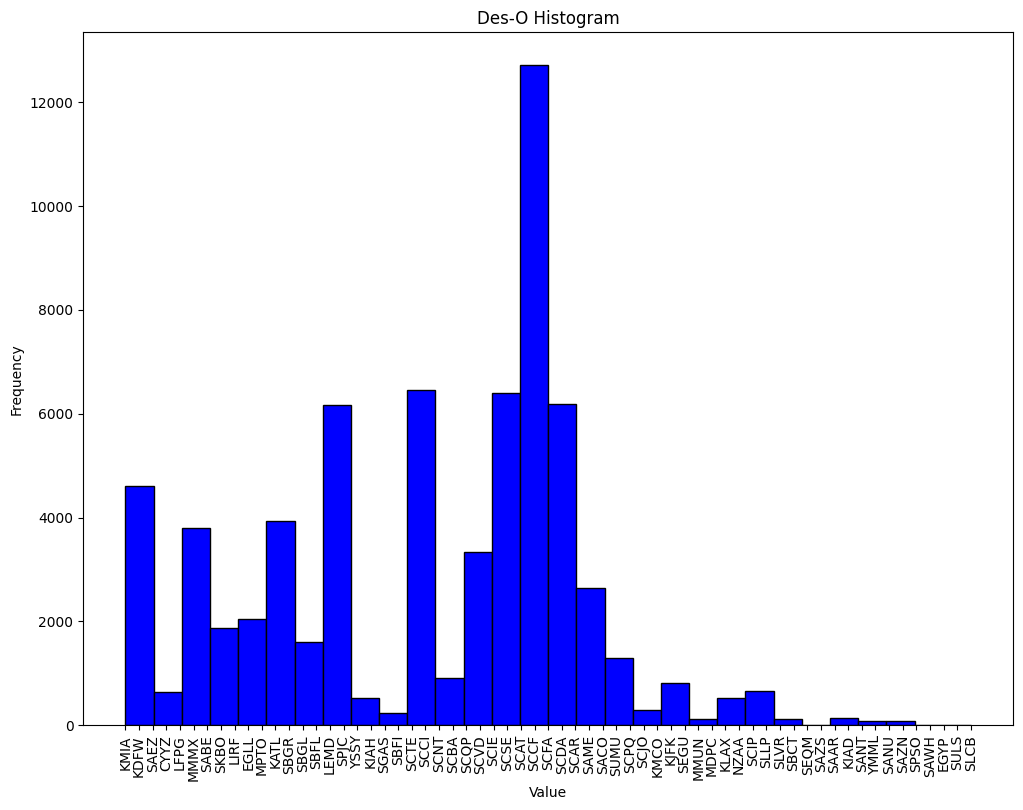 Des-O Histogram
Frequency
12000
10000
8000
6000
4000
2000
0
KMIA
KDFW
SAEZ
CYYZ
LFPG
MMMX
SABE
SKBO
LIRF
EGLL
MPTO
KATL
SBGR
SBGL
SBFL
LEMD
SPJC
YSSY
KIAH
SGAS
SBFI
SCTE
SCCI
SCNT
SCBA
SCQP
SCVD
SCIE
SCSE
SCAT
SCCF
SCFA
SCDA
SCAR
SAME
SACO
SUMU
SCPQ
SCJO
KMCO
KJFK
SEGU
MMUN
MDPC
KLAX
NZAA
SCIP
SLLP
SLVR
SBCT
SEQM
SAZS
SAAR
KIAD
SANT
YMML
SANU
SAZN
SPSO
SAWH
EGYP
SULS
SLCB
Value